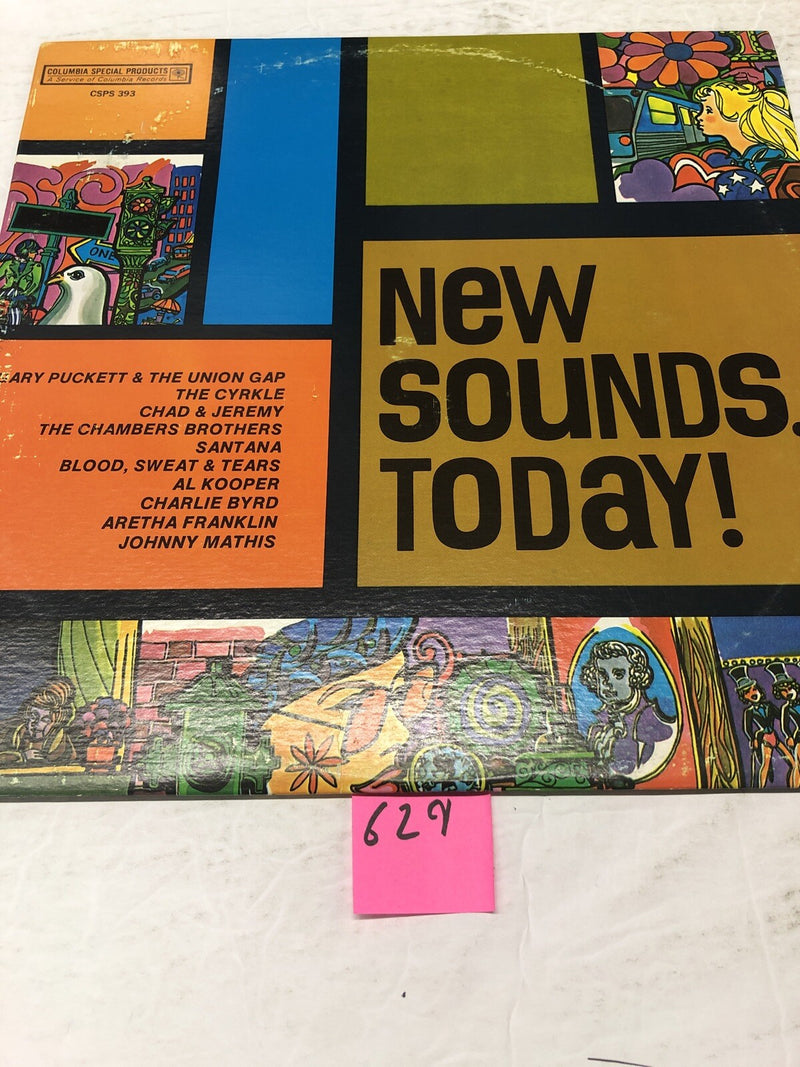 COLUMBIA SPECIAL PRODUCTS
A Service of Columbia Records
CSPS 393
ONE
NeW
SOUNDS.
TODaY!
GARY PUCKETT & THE UNION GAP
THE CYRKLE
CHAD & JEREMY
THE CHAMBERS BROTHERS
SANTANA
BLOOD, SWEAT & TEARS
AL KOOPER
CHARLIE BYRD
ARETHA FRANKLIN
JOHNNY MATHIS
629